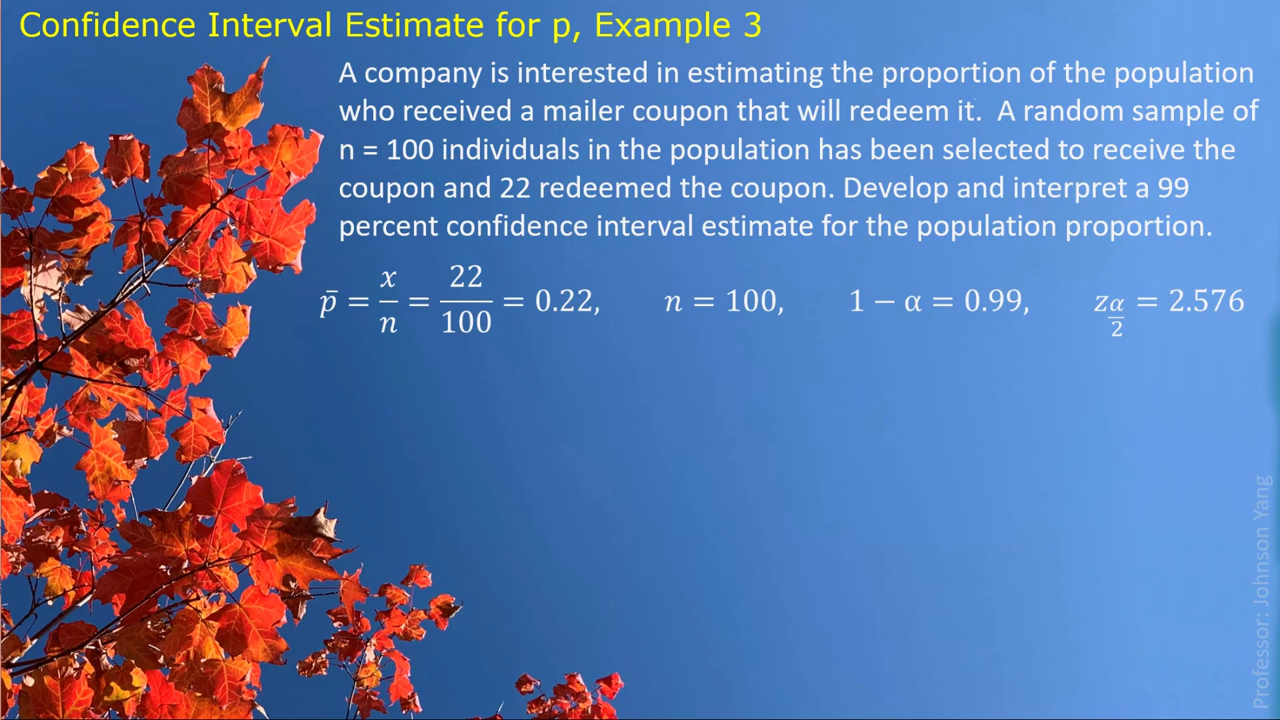 Confidence Interval Estimate for p, Example 3
A company is interested in estimating the proportion of the population
who received a mailer coupon that will redeem it.  A random sample of
n = 100 individuals in the population has been selected to receive the
coupon and 22 redeemed the coupon. Develop and interpret a 99
percent confidence interval estimate for the population proportion.
p̄ = x/n = 22/100 = 0.22,  n = 100,  1 − α = 0.99,  z_{α/2} = 2.576
Professor: Johnson Yang